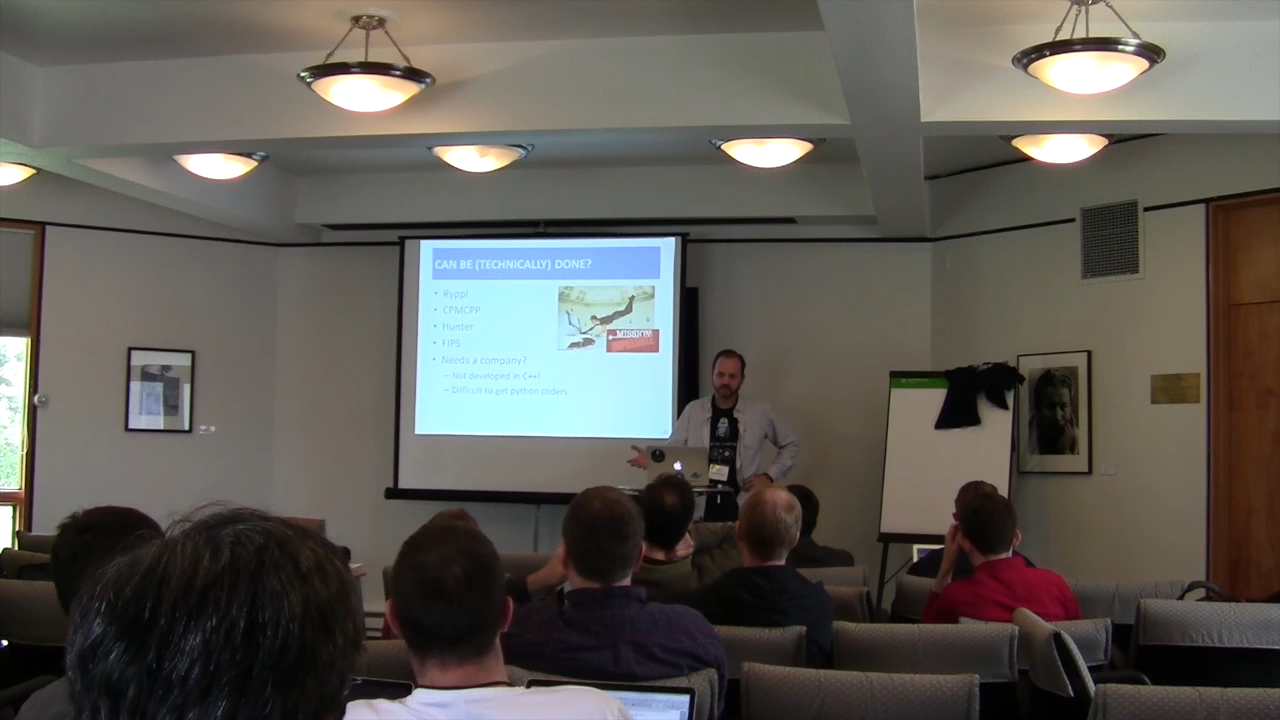 CAN BE (TECHNICALLY) DONE?
• Ryppl
• CPMCPP
• Hunter
• FIPS
• Needs a company?
– Not developed in C++!
– Difficult to get python coders.
MISSION:
IMPOSSIBLE